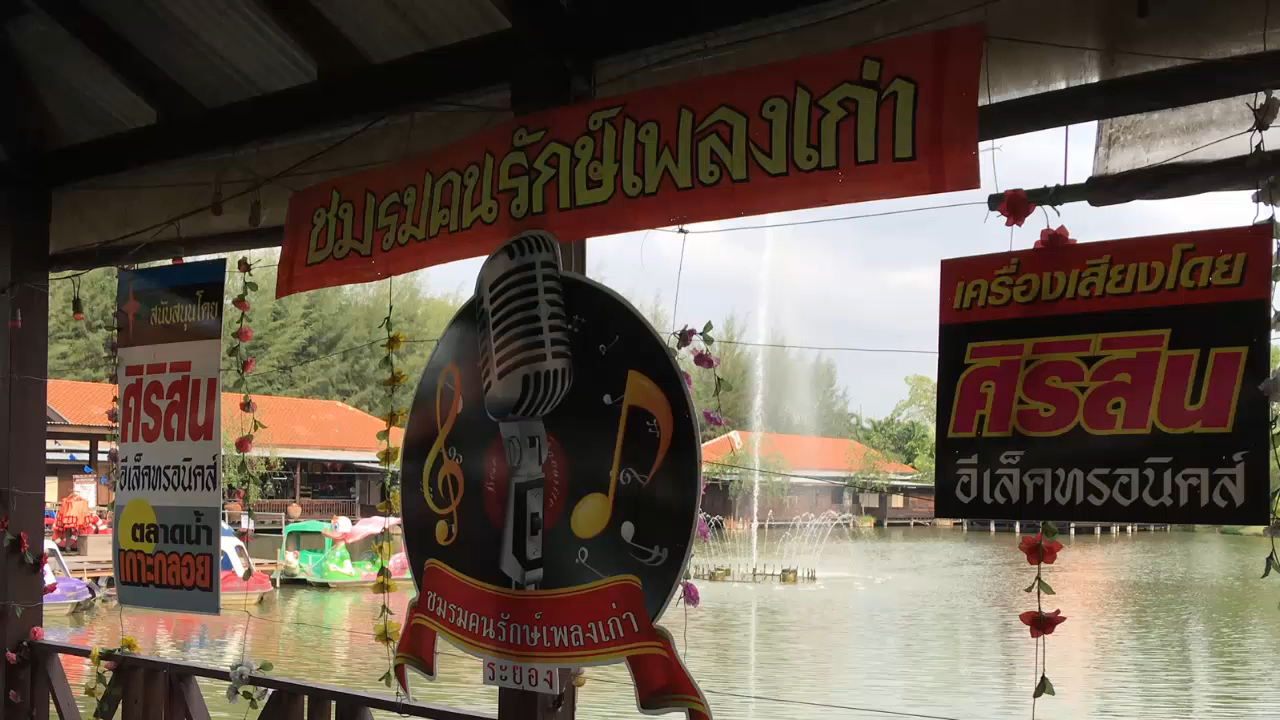 ชมรมคนรักษ์เพลงเก่า
สนับสนุนโดย
ศิริสิน
อีเล็คทรอนิคส์
ตลาดน้ำ
เกาะกลอย
ชมรมคนรักษ์เพลงเก่า
ระยอง
เครื่องเสียงโดย
ศิริสิน
อีเล็คทรอนิคส์